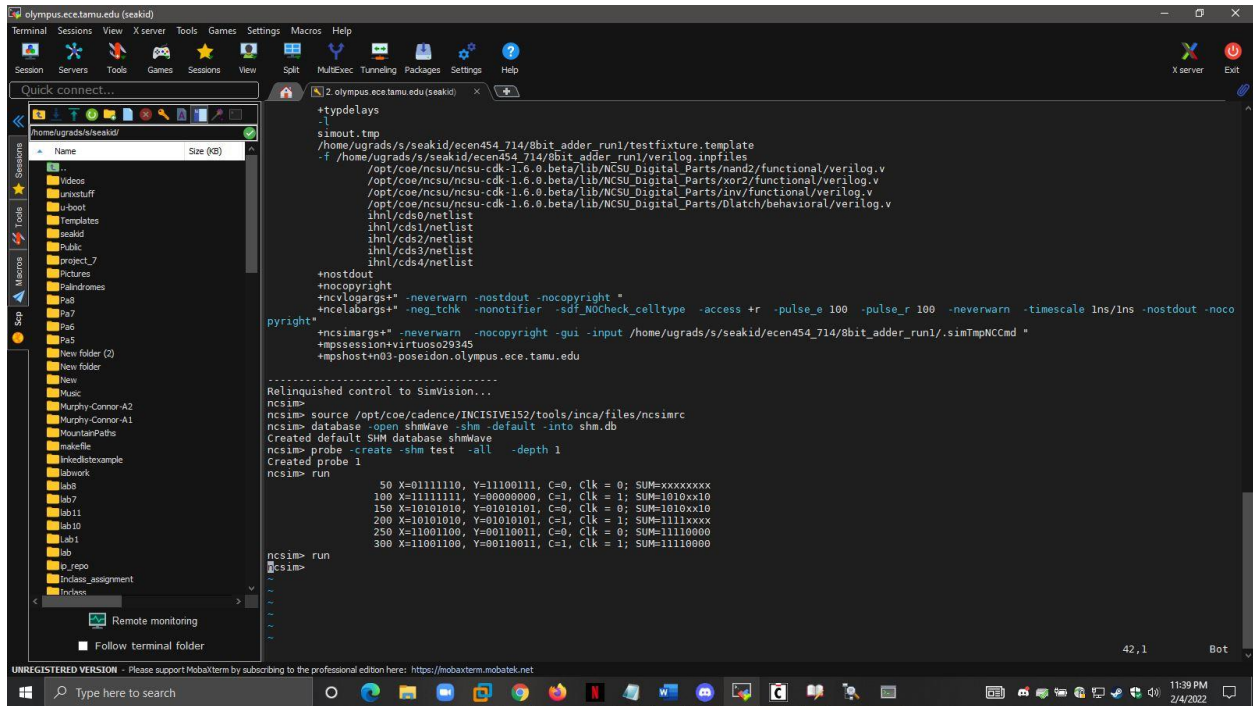 olympus.ece.tamu.edu (seakid)
Terminal Sessions View X server Tools Games Settings Macros Help
Session Servers Tools Games Sessions View Split MultiExec Tunneling Packages Settings Help X server Exit
Quick connect...
2. olympus.ece.tamu.edu (seakid)
/home/ugrads/s/seakid/
Name Size (KB)
..
Videos
unixstuff
u-boot
Templates
seakid
Public
project_7
Pictures
Palindromes
Pa8
Pa7
Pa6
Pa5
New folder (2)
New folder
New
Music
Murphy-Connor-A2
Murphy-Connor-A1
MountainPaths
makefile
linkedlistexample
labwork
lab8
lab7
lab11
lab10
Lab1
lab
ip_repo
Inclass_assignment
Inclass
Sessions
Tools
Macros
Scp
Remote monitoring
Follow terminal folder
+typdelays
-l
simout.tmp
/home/ugrads/s/seakid/ecen454_714/8bit_adder_run1/testfixture.template
-f /home/ugrads/s/seakid/ecen454_714/8bit_adder_run1/verilog.inpfiles
/opt/coe/ncsu/ncsu-cdk-1.6.0.beta/lib/NCSU_Digital_Parts/nand2/functional/verilog.v
/opt/coe/ncsu/ncsu-cdk-1.6.0.beta/lib/NCSU_Digital_Parts/xor2/functional/verilog.v
/opt/coe/ncsu/ncsu-cdk-1.6.0.beta/lib/NCSU_Digital_Parts/inv/functional/verilog.v
/opt/coe/ncsu/ncsu-cdk-1.6.0.beta/lib/NCSU_Digital_Parts/Dlatch/behavioral/verilog.v
ihnl/cds0/netlist
ihnl/cds1/netlist
ihnl/cds2/netlist
ihnl/cds3/netlist
ihnl/cds4/netlist
+nostdout
+nocopyright
+ncvlogargs+" -neverwarn -nostdout -nocopyright "
+ncelabargs+" -neg_tchk -nonotifier -sdf_NOCheck_celltype -access +r -pulse_e 100 -pulse_r 100 -neverwarn -timescale 1ns/1ns -nostdout -noco
pyright"
+ncsimargs+" -neverwarn -nocopyright -gui -input /home/ugrads/s/seakid/ecen454_714/8bit_adder_run1/.simTmpNCCmd "
+mpssession+virtuoso29345
+mpshost+n03-poseidon.olympus.ece.tamu.edu
-------------------------------------
Relinquished control to SimVision...
ncsim>
ncsim> source /opt/coe/cadence/INCISIVE152/tools/inca/files/ncsimrc
ncsim> database -open shmWave -shm -default -into shm.db
Created default SHM database shmWave
ncsim> probe -create -shm test -all -depth 1
Created probe 1
ncsim> run
50 X=01111110, Y=11100111, C=0, Clk = 0; SUM=xxxxxxxx
100 X=11111111, Y=00000000, C=1, Clk = 1; SUM=1010xx10
150 X=10101010, Y=01010101, C=0, Clk = 0; SUM=1010xx10
200 X=10101010, Y=01010101, C=1, Clk = 1; SUM=1111xxxx
250 X=11001100, Y=00110011, C=0, Clk = 0; SUM=11110000
300 X=11001100, Y=00110011, C=1, Clk = 1; SUM=11110000
ncsim> run
ncsim>
~
~
~
~
~
42,1 Bot
UNREGISTERED VERSION - Please support MobaXterm by subscribing to the professional edition here: https://mobaxterm.mobatek.net
Type here to search
11:39 PM
2/4/2022